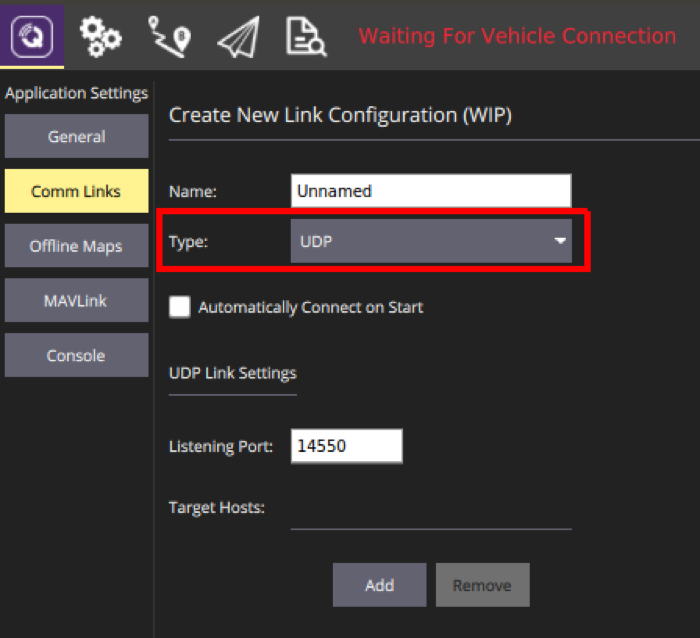 Waiting For Vehicle Connection
Application Settings
General
Comm Links
Offline Maps
MAVLink
Console
Create New Link Configuration (WIP)
Name: Unnamed
Type: UDP
Automatically Connect on Start
UDP Link Settings
Listening Port: 14550
Target Hosts:
Add Remove